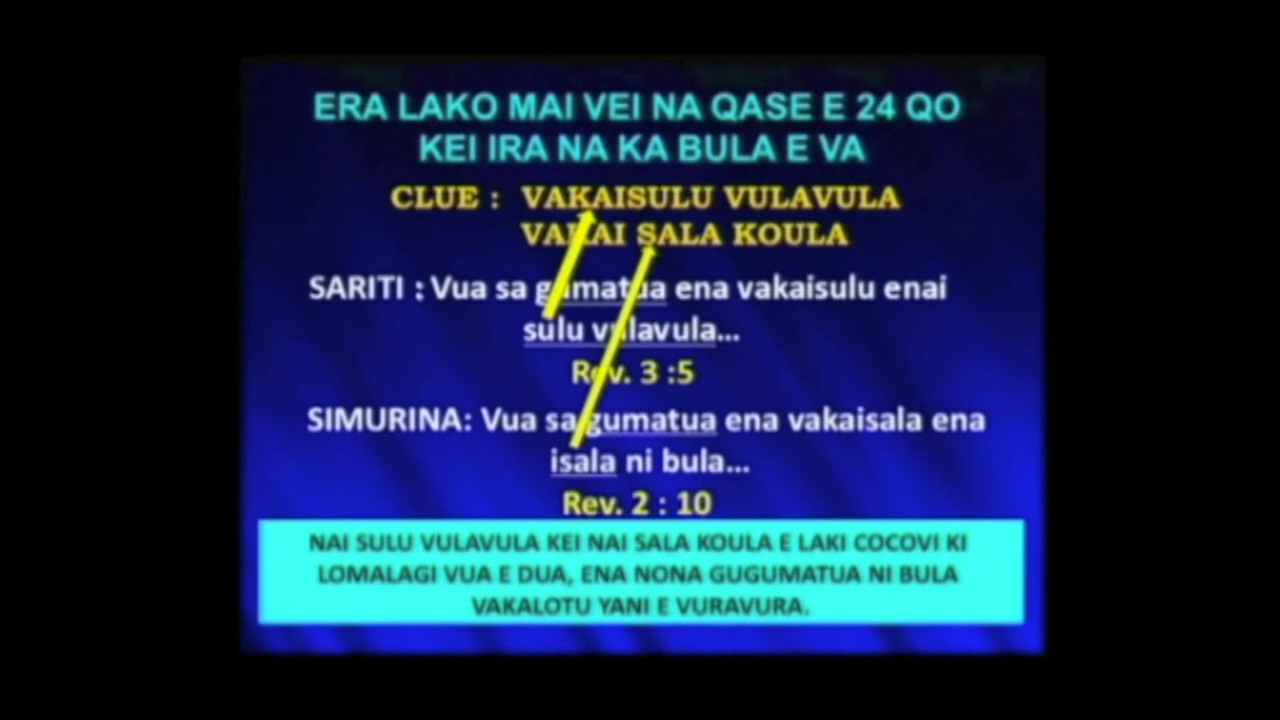 ERA LAKO MAI VEI NA QASE E 24 QO
KEI IRA NA KA BULA E VA
CLUE : VAKAISULU VULAVULA
VAKAI SALA KOULA
SARITI : Vua sa gumatua ena vakaisulu enai
sulu vulavula...
Rev. 3 :5
SIMURINA: Vua sa gumatua ena vakaisala ena
isala ni bula...
Rev. 2 : 10
NAI SULU VULAVULA KEI NAI SALA KOULA E LAKI COCOVI KI
LOMALAGI VUA E DUA, ENA NONA GUGUMATUA NI BULA
VAKALOTU YANI E VURAVURA.